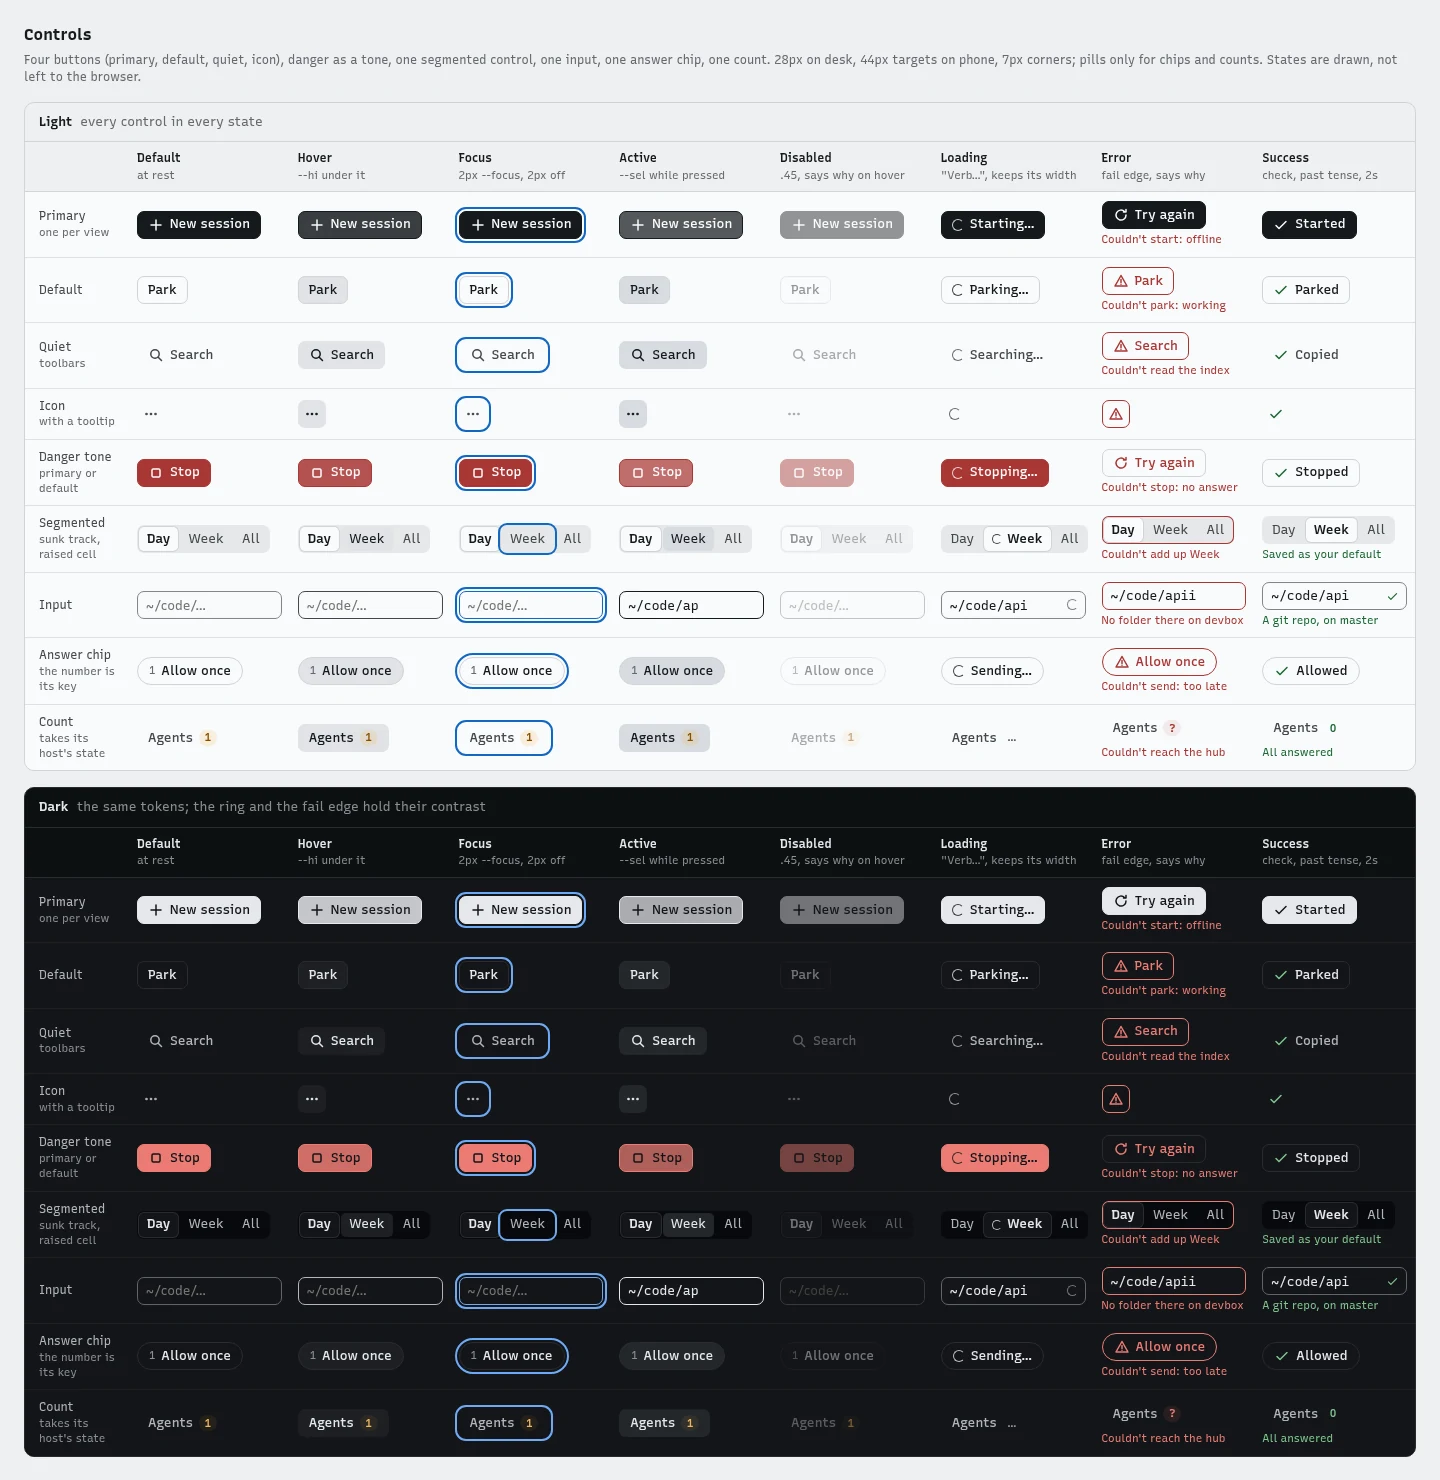 Controls
Four buttons (primary, default, quiet, icon), danger as a tone, one segmented control, one input, one answer chip, one count. 28px on desk, 44px targets on phone, 7px corners; pills only for chips and counts. States are drawn, not
left to the browser.
Light every control in every state
Default Hover Focus Active Disabled Loading Error Success
at rest --hi under it 2px --focus, 2px off --sel while pressed .45, says why on hover "Verb…", keeps its width fail edge, says why check, past tense, 2s
Primary New session New session New session New session New session Starting… Try again Started
one per view Couldn't start: offline
Default Park Park Park Park Park Parking… Park Parked
Couldn't park: working
Quiet Search Search Search Search Search Searching… Search Copied
toolbars Couldn't read the index
Icon
with a tooltip
Danger tone Stop Stop Stop Stop Stop Stopping… Try again Stopped
primary or Couldn't stop: no answer
default
Segmented Day Week All Day Week All Day Week All Day Week All Day Week All Day Week All Day Week All Day Week All
sunk track, Couldn't add up Week Saved as your default
raised cell
Input ~/code/… ~/code/… ~/code/… ~/code/ap ~/code/… ~/code/api ~/code/apii ~/code/api
No folder there on devbox A git repo, on master
Answer chip 1 Allow once 1 Allow once 1 Allow once 1 Allow once 1 Allow once Sending… Allow once Allowed
the number is Couldn't send: too late
its key
Count Agents 1 Agents 1 Agents 1 Agents 1 Agents 1 Agents … Agents ? Agents 0
takes its Couldn't reach the hub All answered
host's state
Dark the same tokens; the ring and the fail edge hold their contrast
Default Hover Focus Active Disabled Loading Error Success
at rest --hi under it 2px --focus, 2px off --sel while pressed .45, says why on hover "Verb…", keeps its width fail edge, says why check, past tense, 2s
Primary New session New session New session New session New session Starting… Try again Started
one per view Couldn't start: offline
Default Park Park Park Park Park Parking… Park Parked
Couldn't park: working
Quiet Search Search Search Search Search Searching… Search Copied
toolbars Couldn't read the index
Icon
with a tooltip
Danger tone Stop Stop Stop Stop Stop Stopping… Try again Stopped
primary or Couldn't stop: no answer
default
Segmented Day Week All Day Week All Day Week All Day Week All Day Week All Day Week All Day Week All Day Week All
sunk track, Couldn't add up Week Saved as your default
raised cell
Input ~/code/… ~/code/… ~/code/… ~/code/ap ~/code/… ~/code/api ~/code/apii ~/code/api
No folder there on devbox A git repo, on master
Answer chip 1 Allow once 1 Allow once 1 Allow once 1 Allow once 1 Allow once Sending… Allow once Allowed
the number is Couldn't send: too late
its key
Count Agents 1 Agents 1 Agents 1 Agents 1 Agents 1 Agents … Agents ? Agents 0
takes its Couldn't reach the hub All answered
host's state